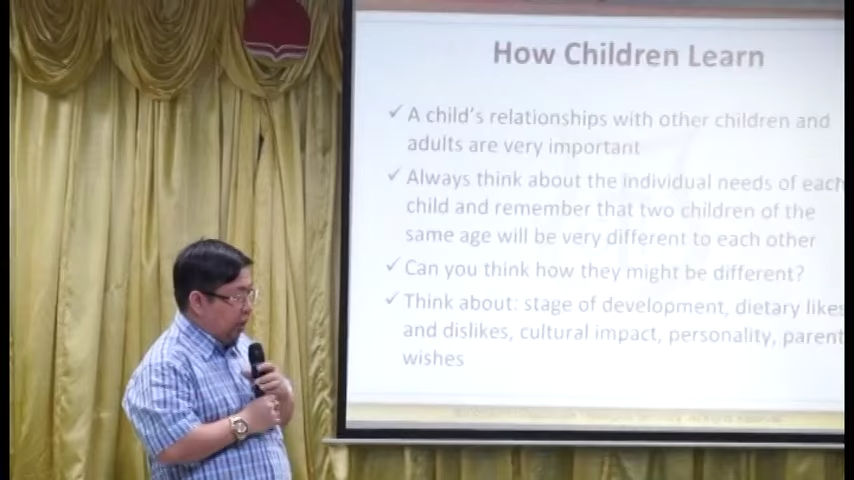 How Children Learn
✓ A child's relationships with other children and
adults are very important
✓ Always think about the individual needs of each
child and remember that two children of the
same age will be very different to each other
✓ Can you think how they might be different?
✓ Think about: stage of development, dietary likes
and dislikes, cultural impact, personality, parent
wishes